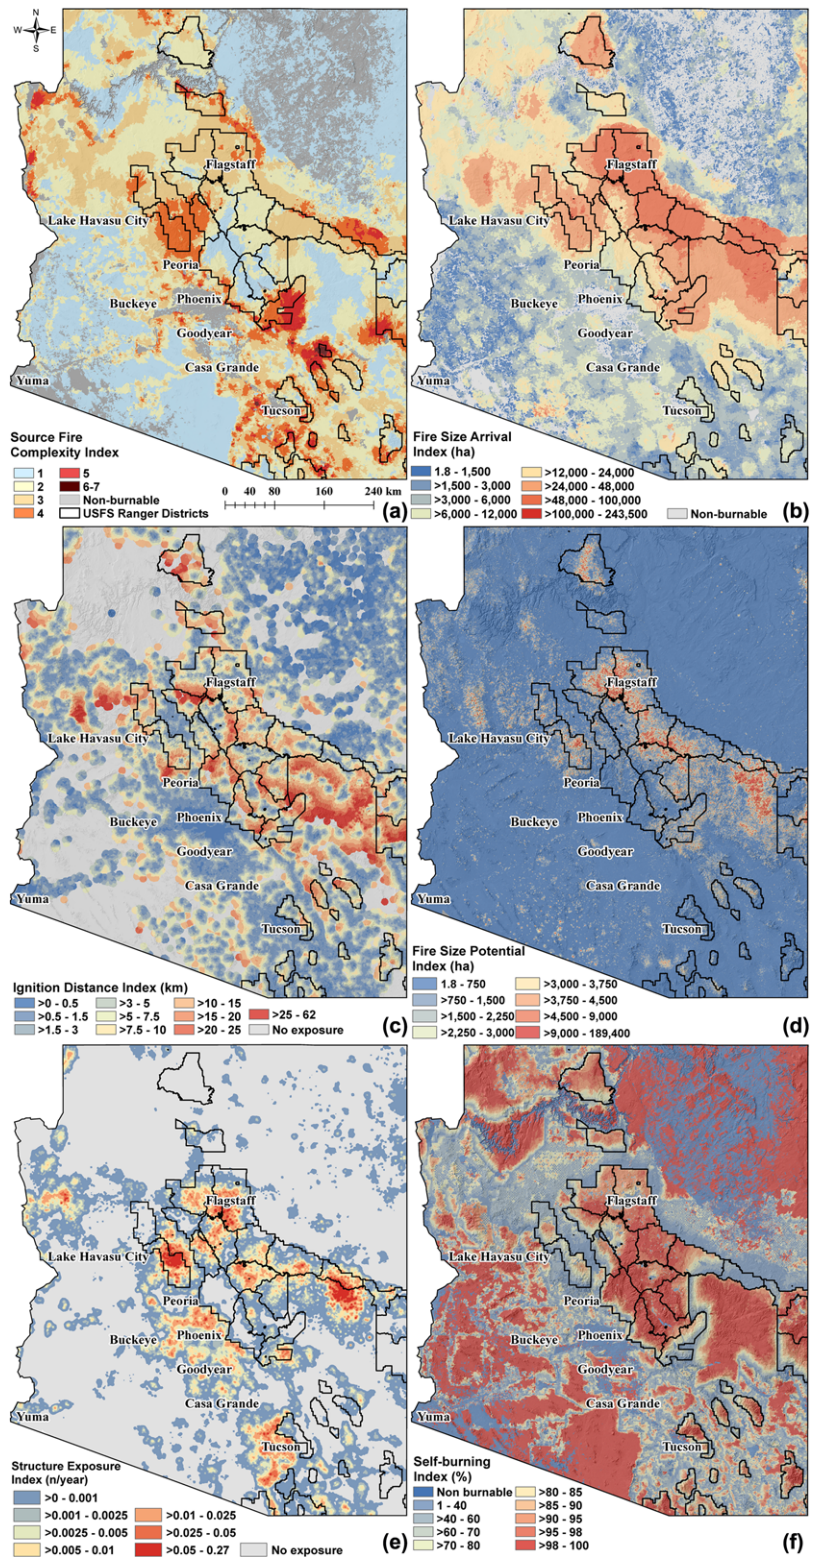 N
W E
S
Flagstaff
Lake Havasu City
Peoria
Buckeye
Phoenix
Goodyear
Casa Grande
Yuma
Tucson
Source Fire
Complexity Index
1
2
3
4
5
6-7
Non-burnable
USFS Ranger Districts
0 40 80 160 240 km
(a)
Flagstaff
Lake Havasu City
Peoria
Buckeye
Phoenix
Goodyear
Casa Grande
Yuma
Tucson
Fire Size Arrival
Index (ha)
1.8 - 1,500
>1,500 - 3,000
>3,000 - 6,000
>6,000 - 12,000
>12,000 - 24,000
>24,000 - 48,000
>48,000 - 100,000
>100,000 - 243,500
Non-burnable
(b)
Flagstaff
Lake Havasu City
Peoria
Buckeye
Phoenix
Goodyear
Casa Grande
Yuma
Tucson
Ignition Distance Index (km)
>0 - 0.5
>0.5 - 1.5
>1.5 - 3
>3 - 5
>5 - 7.5
>7.5 - 10
>10 - 15
>15 - 20
>20 - 25
>25 - 62
No exposure
(c)
Flagstaff
Lake Havasu City
Peoria
Buckeye
Phoenix
Goodyear
Casa Grande
Yuma
Tucson
Fire Size Potential
Index (ha)
1.8 - 750
>750 - 1,500
>1,500 - 2,250
>2,250 - 3,000
>3,000 - 3,750
>3,750 - 4,500
>4,500 - 9,000
>9,000 - 189,400
(d)
Flagstaff
Lake Havasu City
Peoria
Buckeye
Phoenix
Goodyear
Casa Grande
Yuma
Tucson
Structure Exposure
Index (n/year)
>0 - 0.001
>0.001 - 0.0025
>0.0025 - 0.005
>0.005 - 0.01
>0.01 - 0.025
>0.025 - 0.05
>0.05 - 0.27
No exposure
(e)
Flagstaff
Lake Havasu City
Peoria
Buckeye
Phoenix
Goodyear
Casa Grande
Yuma
Tucson
Self-burning
Index (%)
Non burnable
1 - 40
>40 - 60
>60 - 70
>70 - 80
>80 - 85
>85 - 90
>90 - 95
>95 - 98
>98 - 100
(f)